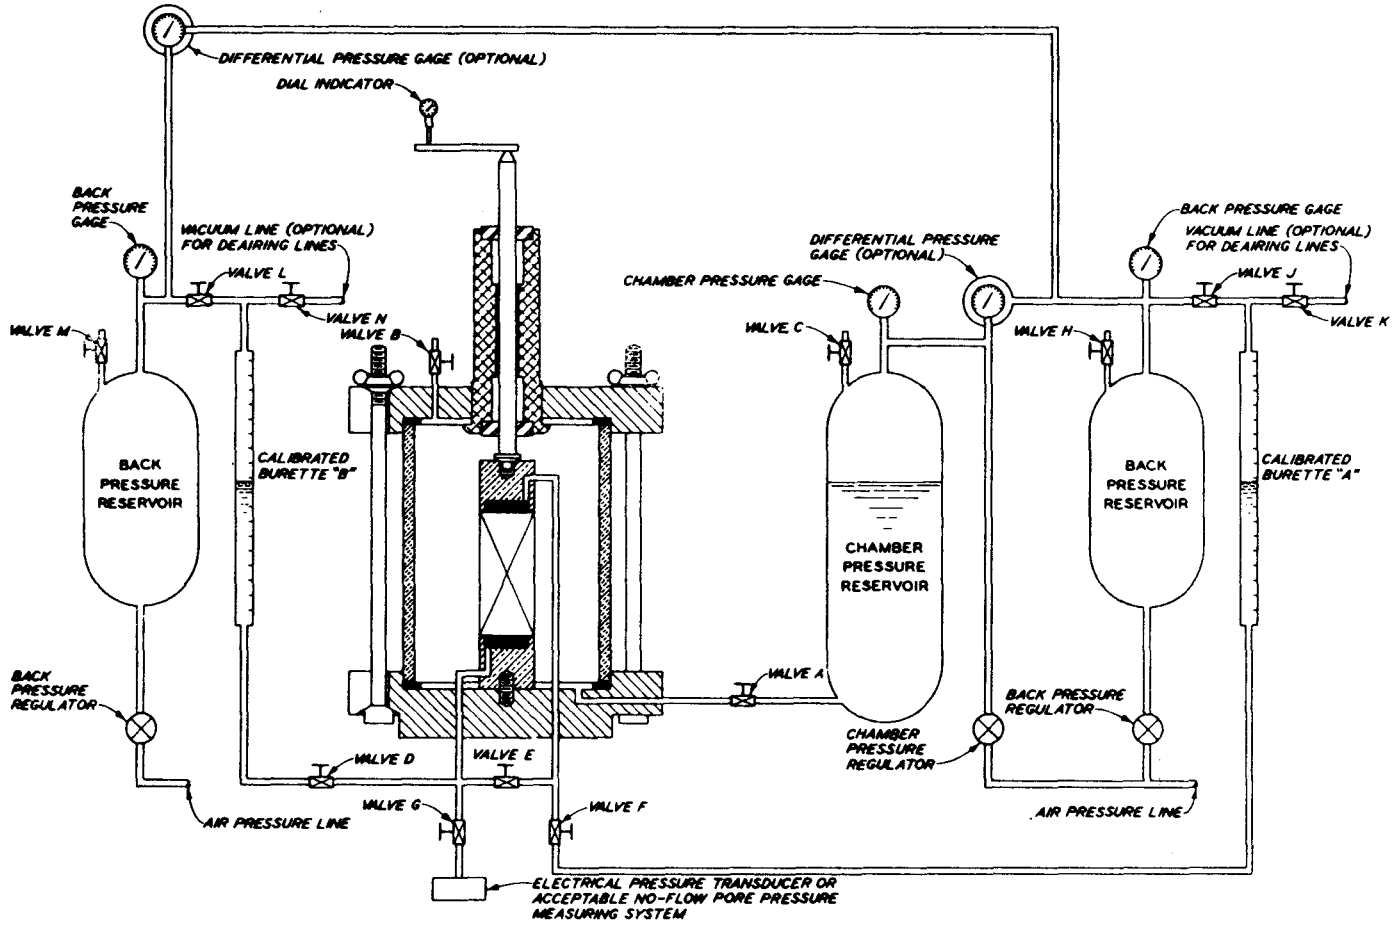 DIFFERENTIAL PRESSURE GAGE (OPTIONAL)
DIAL INDICATOR
BACK
PRESSURE
GAGE
VACUUM LINE (OPTIONAL)
FOR DEAIRING LINES
VALVE L
VALVE N
VALVE B
VALVE M
BACK
PRESSURE
RESERVOIR
CALIBRATED
BURETTE "B"
BACK
PRESSURE
REGULATOR
AIR PRESSURE LINE
VALVE D
VALVE E
VALVE G
VALVE F
ELECTRICAL PRESSURE TRANSDUCER OR
ACCEPTABLE NO-FLOW PORE PRESSURE
MEASURING SYSTEM
VALVE A
CHAMBER PRESSURE GAGE
DIFFERENTIAL PRESSURE
GAGE (OPTIONAL)
VALVE C
CHAMBER
PRESSURE
RESERVOIR
CHAMBER
PRESSURE
REGULATOR
BACK PRESSURE GAGE
VACUUM LINE (OPTIONAL)
FOR DEAIRING LINES
VALVE J
VALVE K
VALVE H
BACK
PRESSURE
RESERVOIR
CALIBRATED
BURETTE "A"
BACK PRESSURE
REGULATOR
AIR PRESSURE LINE